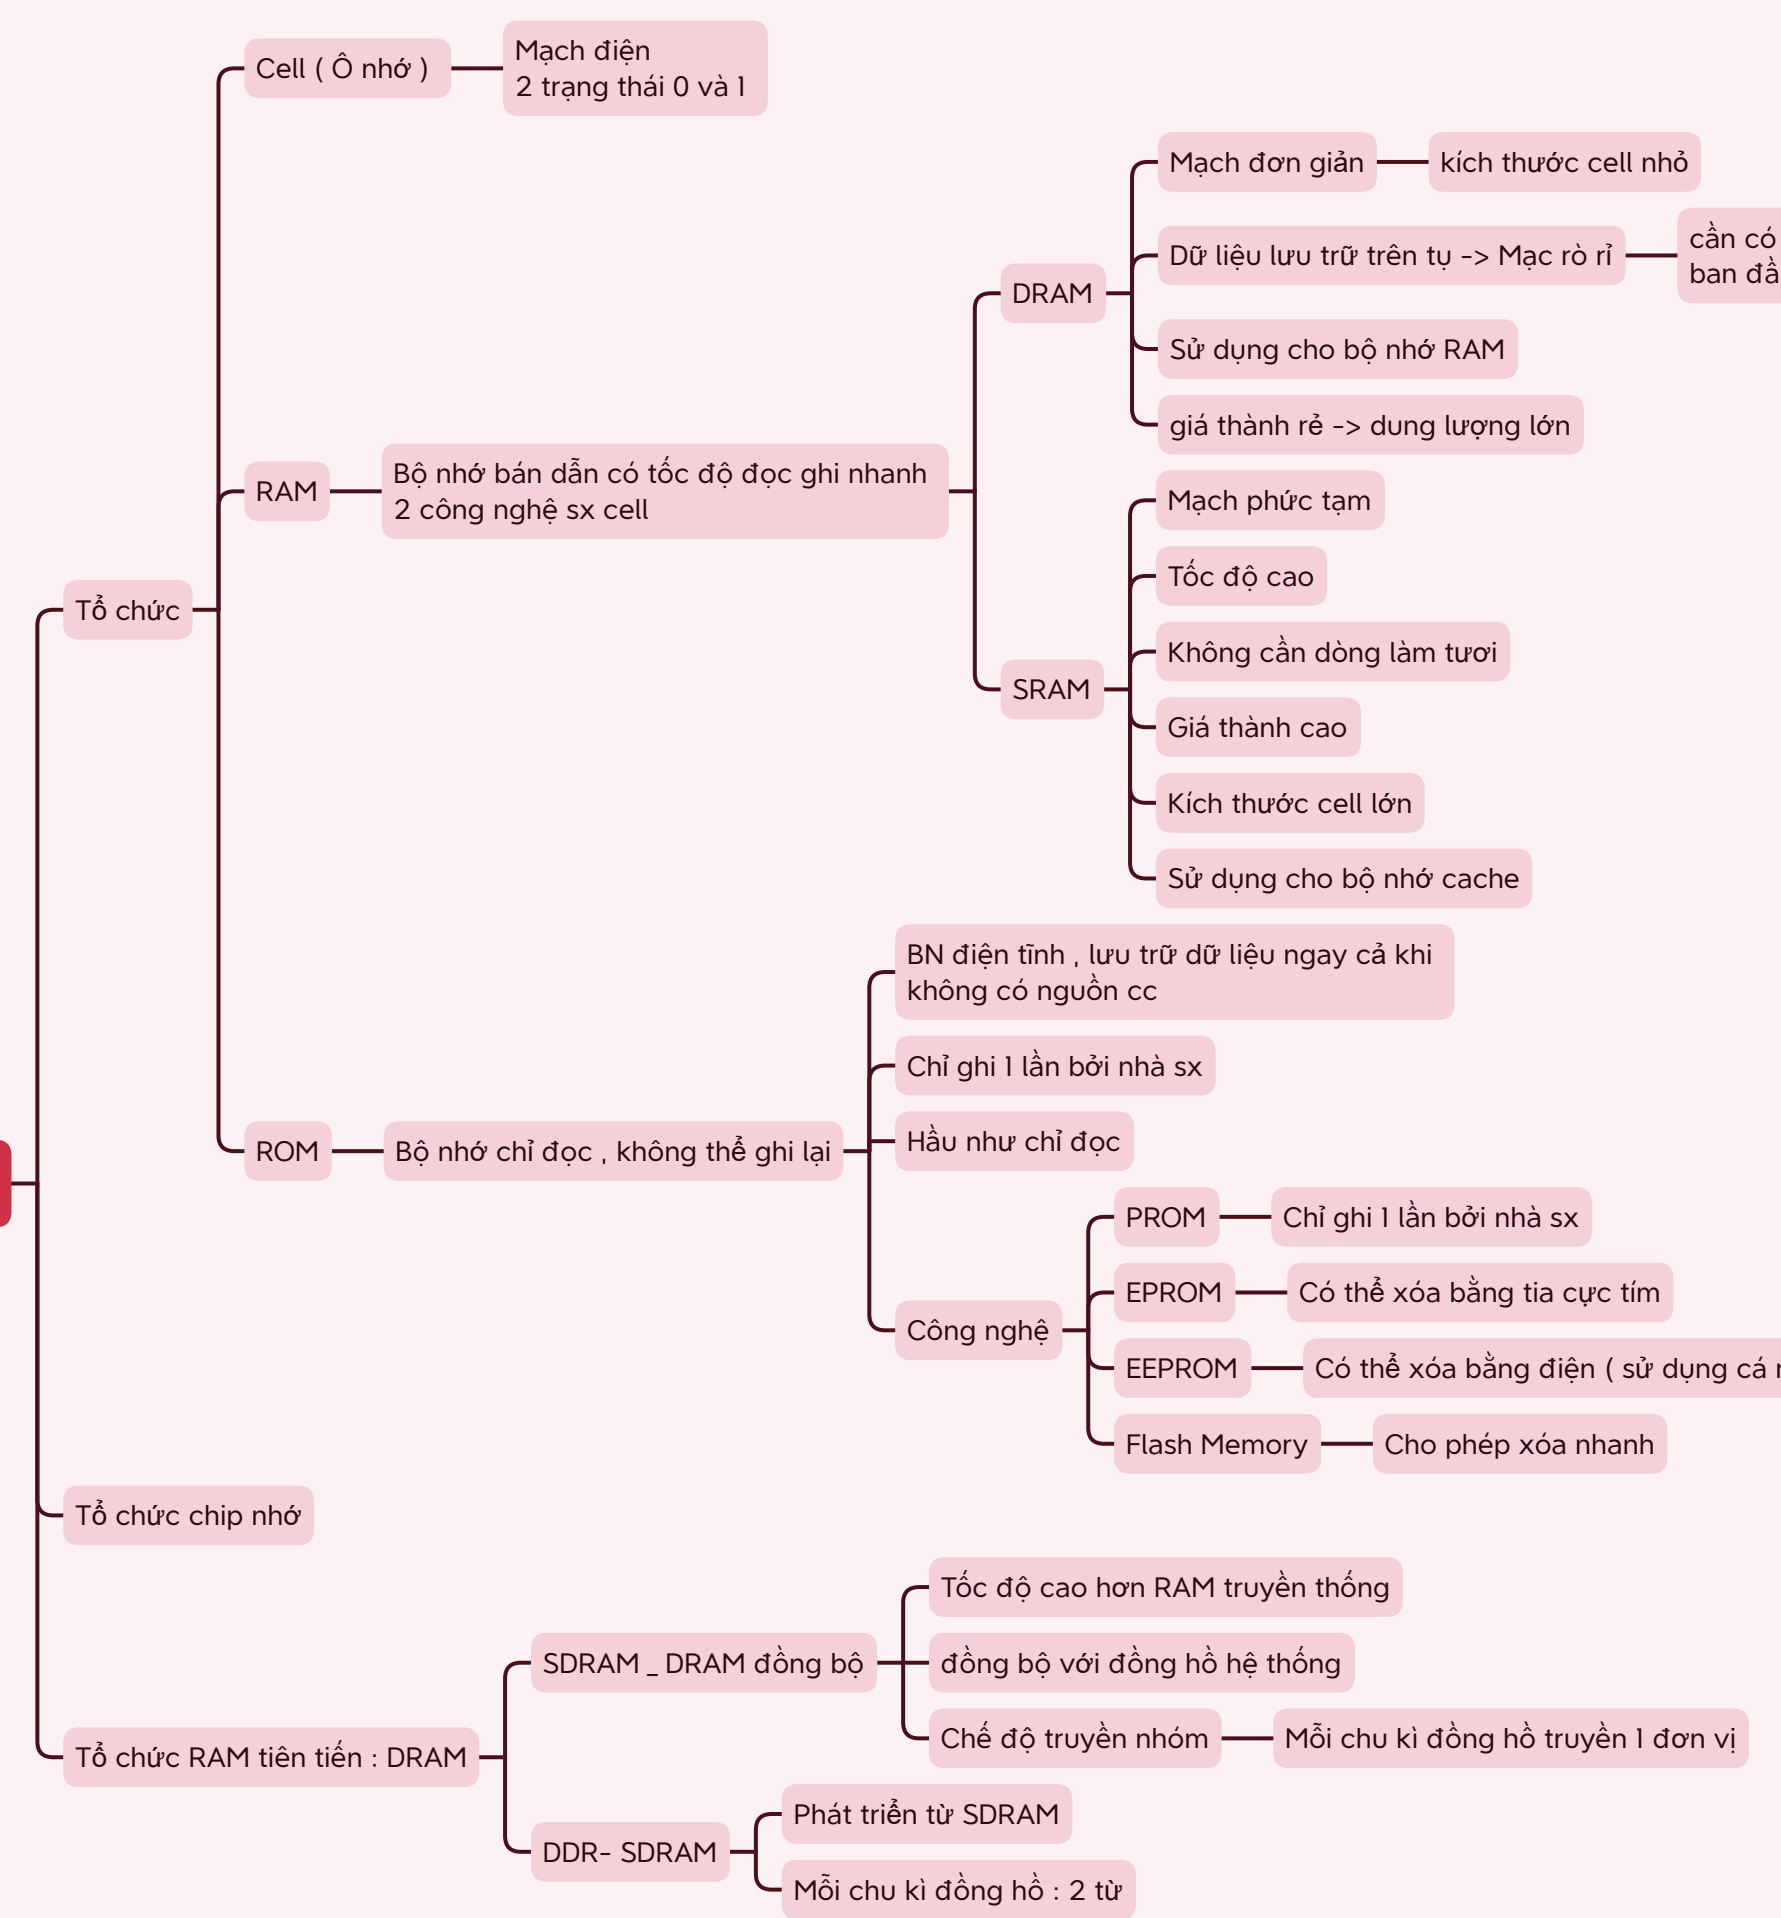 Cell ( Ô nhớ )
Mạch điện
2 trạng thái 0 và 1
Mạch đơn giản
kích thước cell nhỏ
Dữ liệu lưu trữ trên tụ -> Mạc rò rỉ
cần có
ban
DRAM
Sử dụng cho bộ nhớ RAM
giá thành rẻ -> dung lượng lớn
RAM
Bộ nhớ bán dẫn có tốc độ đọc ghi nhanh
2 công nghệ sx cell
Mạch phức tạm
Tốc độ cao
Tổ chức
Không cần dòng làm tươi
SRAM
Giá thành cao
Kích thước cell lớn
Sử dụng cho bộ nhớ cache
BN điện tĩnh , lưu trữ dữ liệu ngay cả khi
không có nguồn cc
Chỉ ghi 1 lần bởi nhà sx
ROM
Bộ nhớ chỉ đọc , không thể ghi lại
Hầu như chỉ đọc
PROM
Chỉ ghi 1 lần bởi nhà sx
EPROM
Có thể xóa bằng tia cực tím
Công nghệ
EEPROM
Có thể xóa bằng điện ( sử dụng cá
Flash Memory
Cho phép xóa nhanh
Tổ chức chip nhớ
Tốc độ cao hơn RAM truyền thống
SDRAM _ DRAM đồng bộ
đồng bộ với đồng hồ hệ thống
Chế độ truyền nhóm
Mỗi chu kì đồng hồ truyền 1 đơn vị
Tổ chức RAM tiên tiến : DRAM
Phát triển từ SDRAM
DDR- SDRAM
Mỗi chu kì đồng hồ : 2 từ